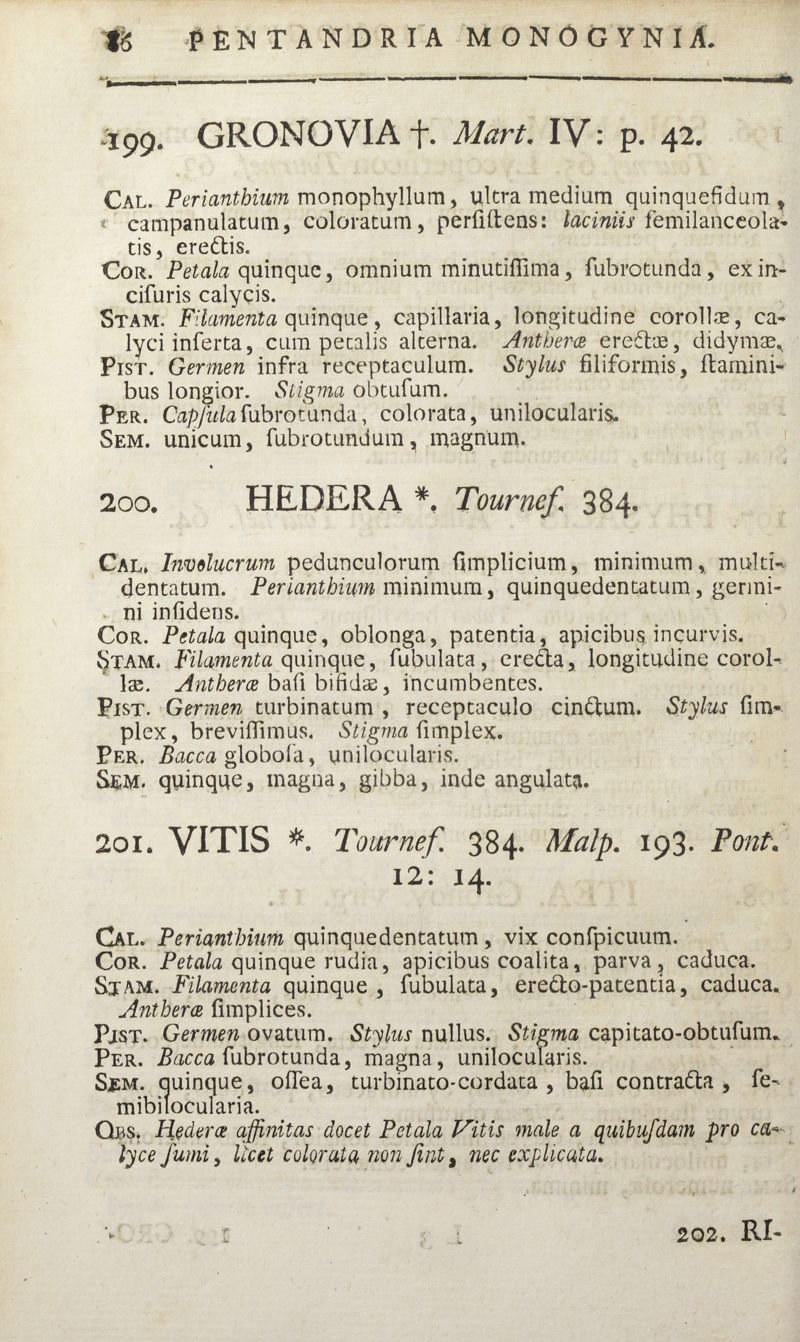 PENTANDRIA MONOGYNIA.
199. GRONOVIA †. Mart. IV: p. 42.
CAL. Perianthium monophyllum, ultra medium quinquefidum,
campanulatum, coloratum, perſiſtens: laciniis ſemilanceola-
tis, erectis.
COR. Petala quinque, omnium minutiſſima, ſubrotunda, ex in-
ciſuris calycis.
STAM. Filamenta quinque, capillaria, longitudine corollæ, ca-
lyci inſerta, cum petalis alterna. Antheræ erectæ, didymæ,
PIST. Germen infra receptaculum. Stylus filiformis, ſtamini-
bus longior. Stigma obtuſum.
PER. Capſula ſubrotunda, colorata, unilocularis.
SEM. unicum, ſubrotundum, magnum.
200. HEDERA *. Tournef. 384.
CAL. Involucrum pedunculorum ſimplicium, minimum, multi-
dentatum. Perianthium minimum, quinquedentatum, germi-
ni inſidens.
COR. Petala quinque, oblonga, patentia, apicibus incurvis.
STAM. Filamenta quinque, ſubulata, erecta, longitudine corol-
læ. Antheræ baſi bifidæ, incumbentes.
PIST. Germen turbinatum, receptaculo cinctum. Stylus ſim-
plex, breviſſimus. Stigma ſimplex.
PER. Bacca globoſa, unilocularis.
SEM. quinque, magna, gibba, inde angulata.
201. VITIS *. Tournef. 384. Malp. 193. Pont.
12: 14.
CAL. Perianthium quinquedentatum, vix conſpicuum.
COR. Petala quinque rudia, apicibus coalita, parva, caduca.
STAM. Filamenta quinque, ſubulata, erecto-patentia, caduca.
Antheræ ſimplices.
PIST. Germen ovatum. Stylus nullus. Stigma capitato-obtuſum.
PER. Bacca ſubrotunda, magna, unilocularis.
SEM. quinque, oſſea, turbinato-cordata, baſi contracta, ſe-
mibilocularia.
OBS. Hederæ affinitas docet Petala Vitis male a quibuſdam pro ca-
lyce ſumi, licet colorata non ſint, nec explicata.
202. RI-